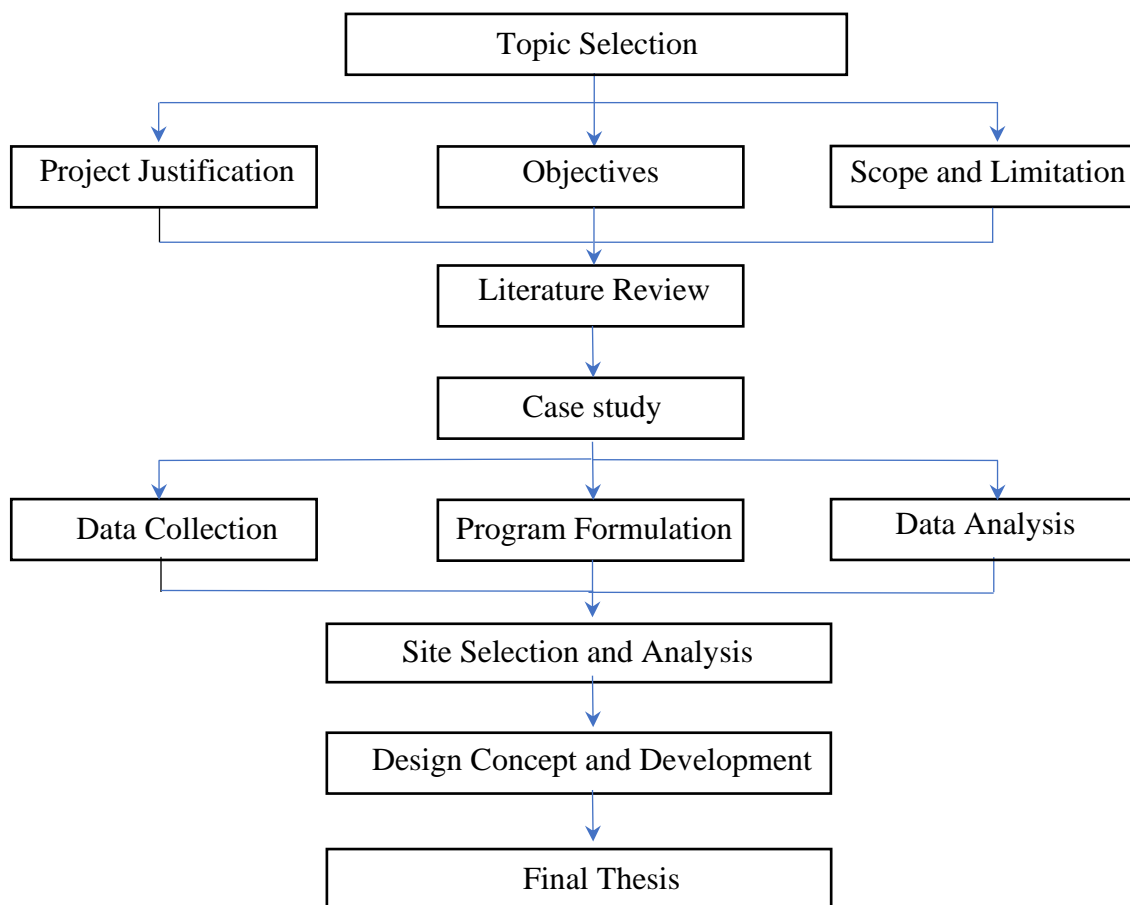 Topic Selection
Project Justification
Objectives
Scope and Limitation
Literature Review
Case study
Data Collection
Program Formulation
Data Analysis
Site Selection and Analysis
Design Concept and Development
Final Thesis